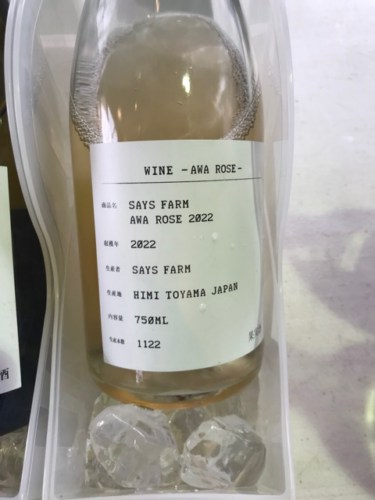 WINE -AWA ROSE-
商品名 SAYS FARM
AWA ROSE 2022
収穫年 2022
生産者 SAYS FARM
生産地 HIMI TOYAMA JAPAN
内容量 750ML
生産本数 1122
酒